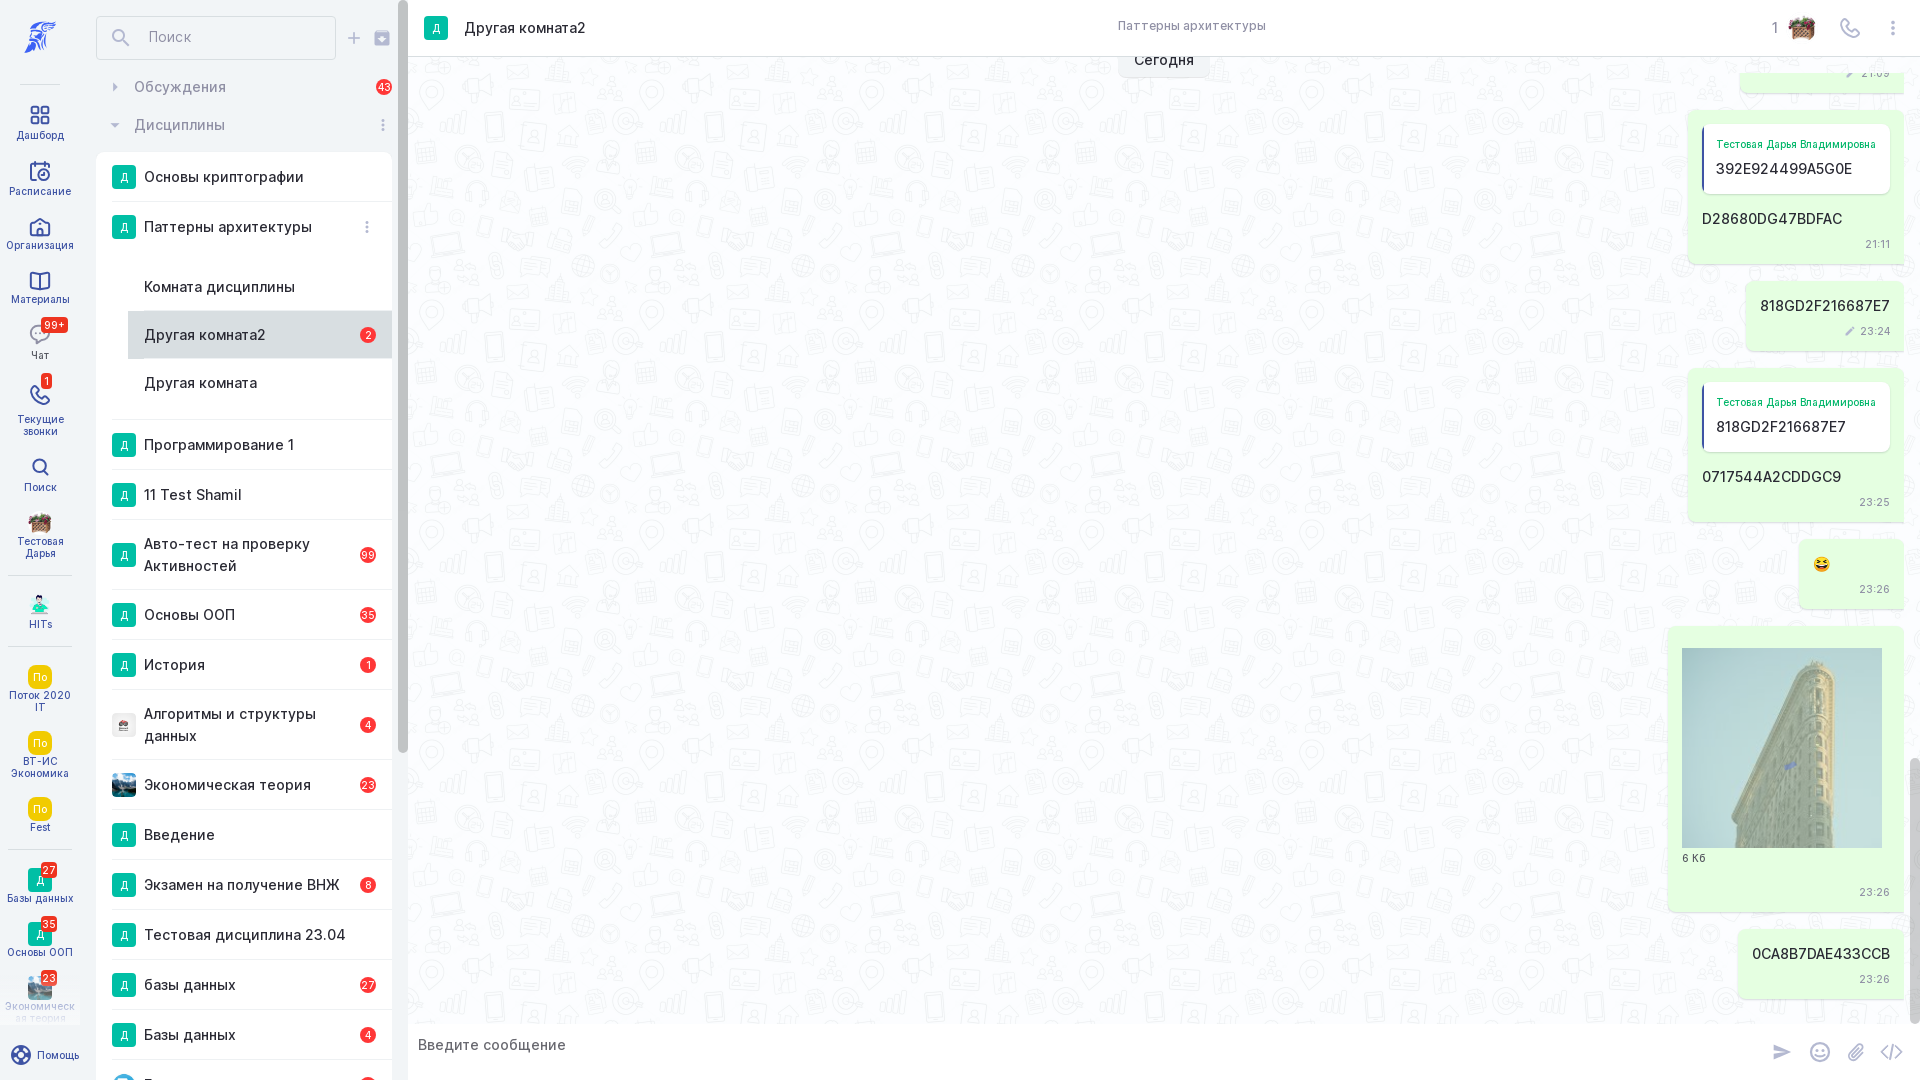 Дашборд
Расписание
Организация
Материалы
99+
Чат
1
Текущие
звонки
Поиск
Тестовая
Дарья
HITs
По
Поток 2020
IT
По
ВТ-ИС
Экономика
По
Fest
27
Д
Базы данных
35
Д
Основы ООП
23
Экономическ
ая теория
Помощь
Поиск
Обсуждения
43
Дисциплины
Д
Основы криптографии
Д
Паттерны архитектуры
Комната дисциплины
Другая комната2
2
Другая комната
Д
Программирование 1
Д
11 Test Shamil
Д
Авто-тест на проверку
Активностей
99
Д
Основы ООП
35
Д
История
1
Алгоритмы и структуры
данных
4
Экономическая теория
23
Д
Введение
Д
Экзамен на получение ВНЖ
8
Д
Тестовая дисциплина 23.04
Д
базы данных
27
Д
Базы данных
4
Д
Другая комната2
Паттерны архитектуры
1
Сегодня
21:09
Тестовая Дарья Владимировна
392E924499A5G0E
D28680DG47BDFAC
21:11
818GD2F216687E7
23:24
Тестовая Дарья Владимировна
818GD2F216687E7
0717544A2CDDGC9
23:25
23:26
6 Кб
23:26
0CA8B7DAE433CCB
23:26
Введите сообщение